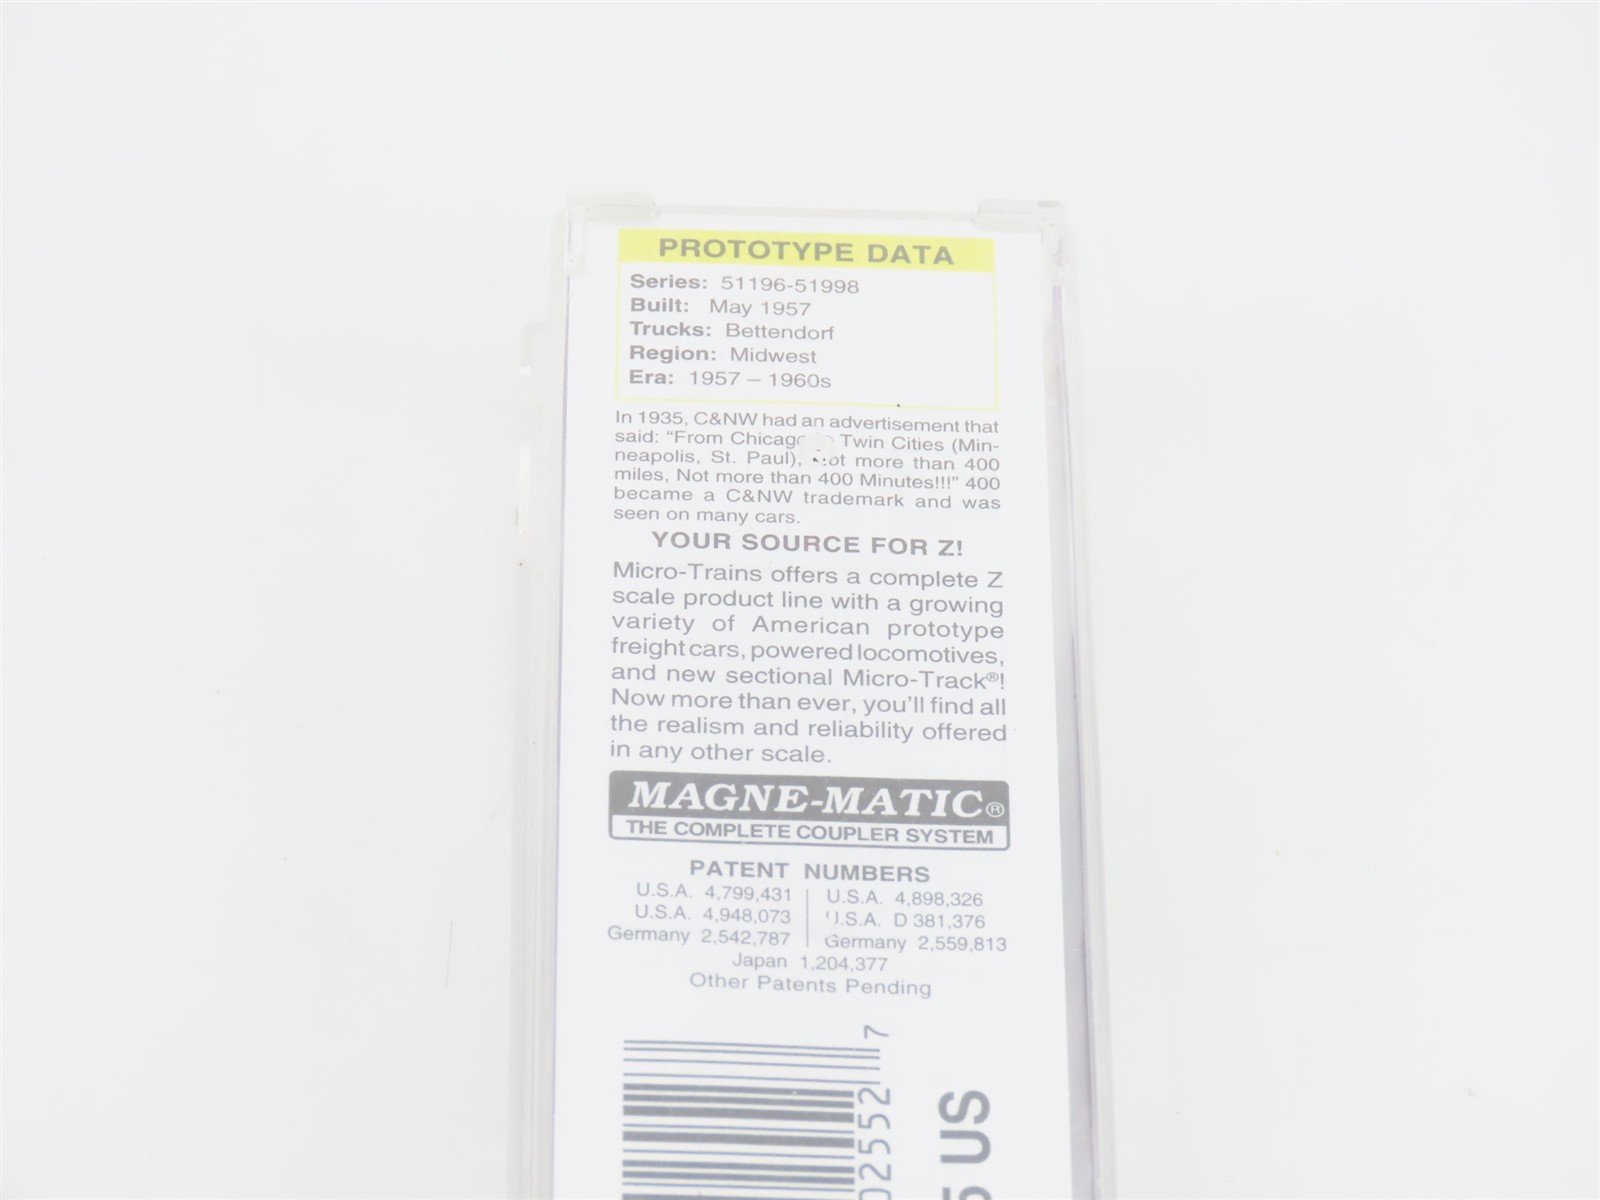 PROTOTYPE DATA
Series: 51196-51998
Built: May 1957
Trucks: Bettendorf
Region: Midwest
Era: 1957 – 1960s
In 1935, C&NW had an advertisement that
said: “From Chicago Twin Cities (Min-
neapolis, St. Paul), Not more than 400
miles, Not more than 400 Minutes!!!” 400
became a C&NW trademark and was
seen on many cars.
YOUR SOURCE FOR Z!
Micro-Trains offers a complete Z
scale product line with a growing
variety of American prototype
freight cars, powered locomotives,
and new sectional Micro-Track®!
Now more than ever, you’ll find all
the realism and reliability offered
in any other scale.
MAGNE-MATIC®
THE COMPLETE COUPLER SYSTEM
PATENT NUMBERS
U.S.A. 4,799,431 U.S.A. 4,898,326
U.S.A. 4,948,073 U.S.A. D 381,376
Germany 2,542,787 Germany 2,559,813
Japan 1,204,377
Other Patents Pending
02552 7
US